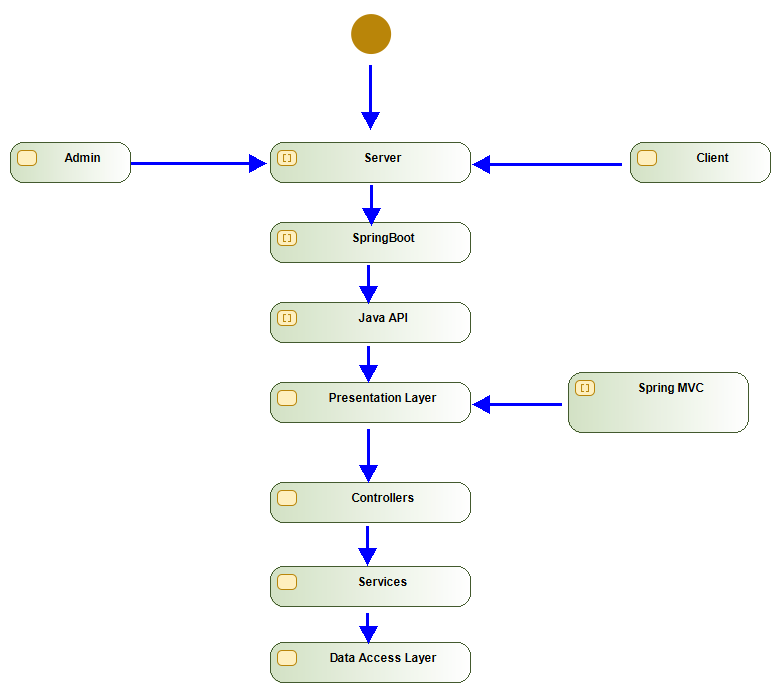 Admin
Server
Client
SpringBoot
Java API
Presentation Layer
Spring MVC
Controllers
Services
Data Access Layer